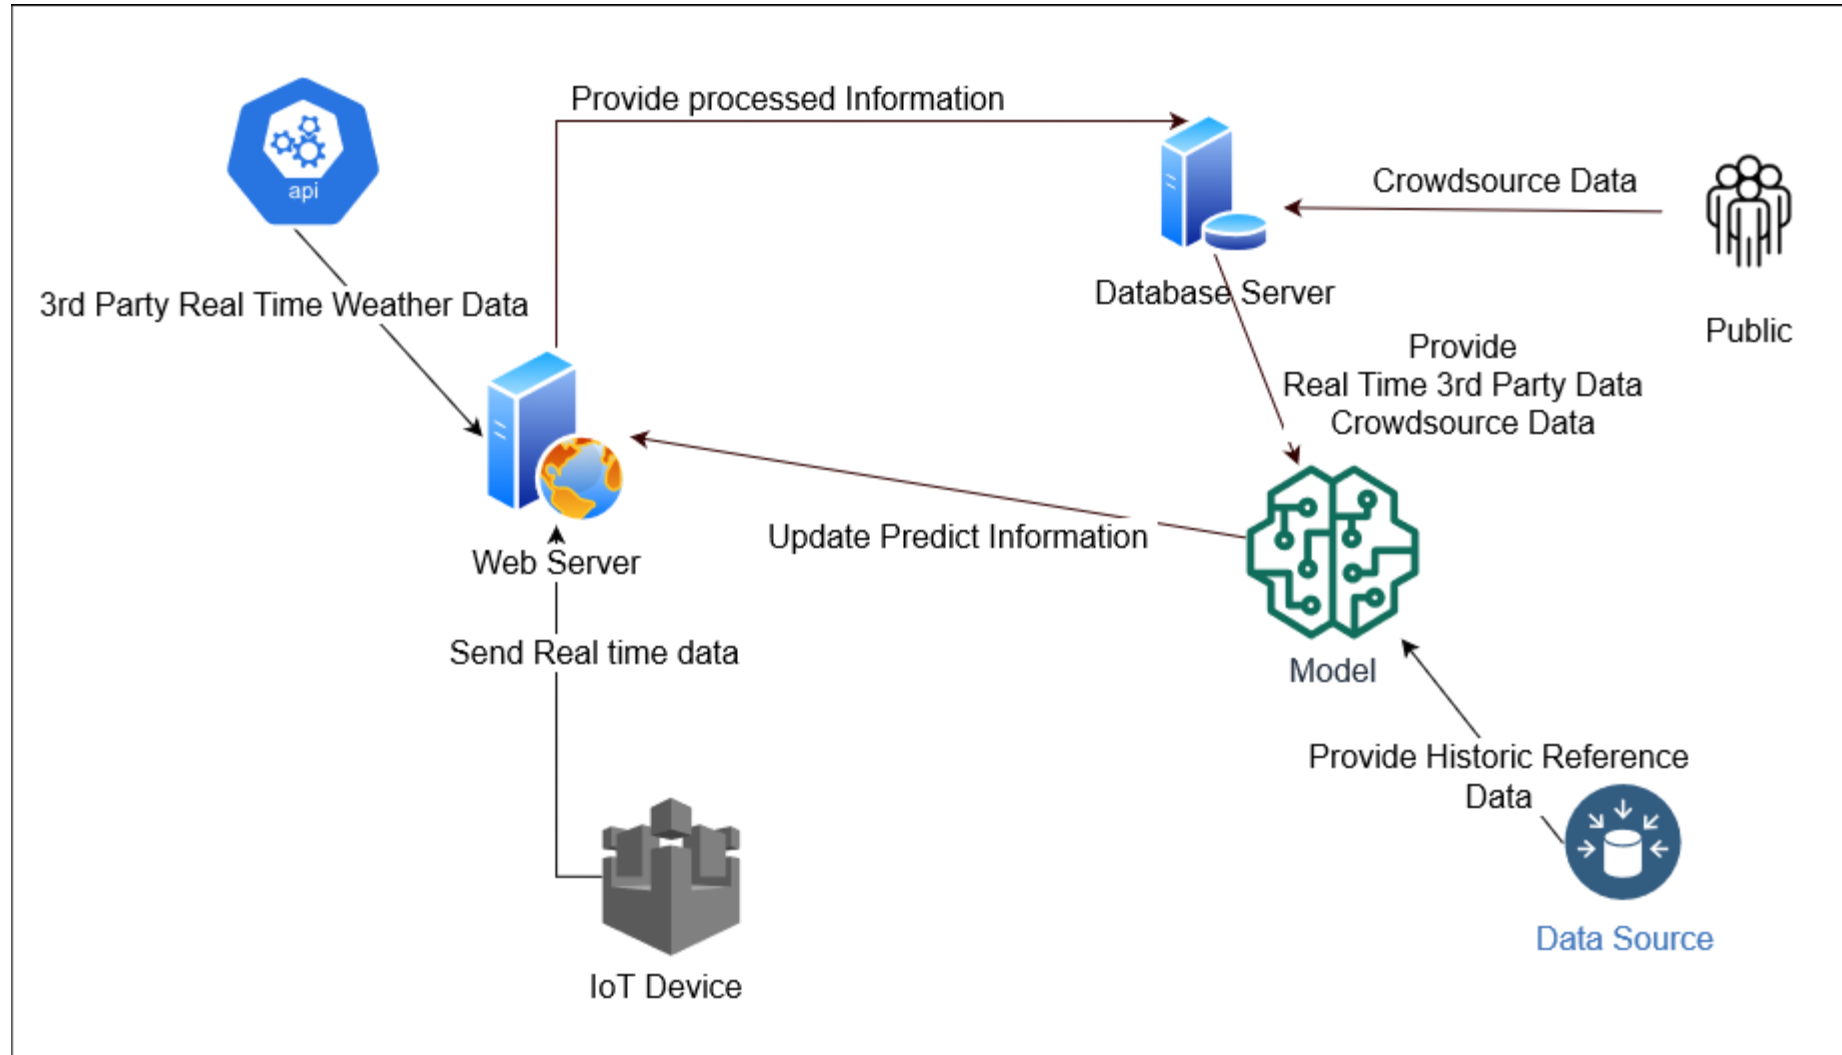 Provide processed Information
api
Crowdsource Data
3rd Party Real Time Weather Data
Database Server
Public
Provide
Real Time 3rd Party Data
Crowdsource Data
Web Server
Update Predict Information
Send Real time data
Model
Provide Historic Reference
Data
Data Source
IoT Device